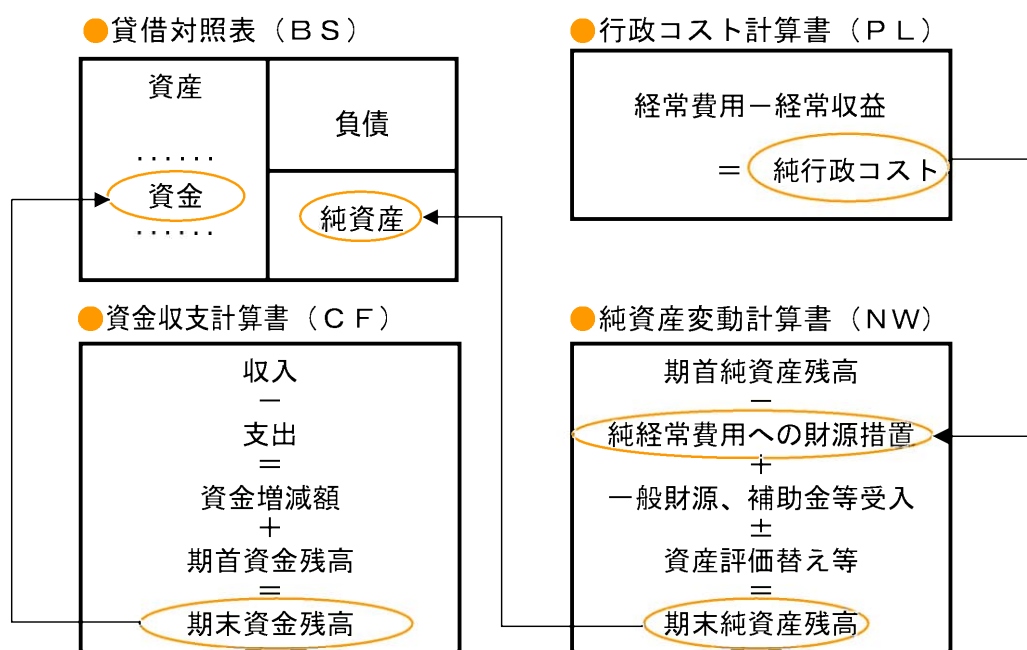 ●貸借対照表（ＢＳ）
資産
‥‥‥
資金
‥‥‥
負債
純資産
●行政コスト計算書（ＰＬ）
経常費用－経常収益
＝ 純行政コスト
●資金収支計算書（ＣＦ）
収入
－
支出
＝
資金増減額
＋
期首資金残高
＝
期末資金残高
●純資産変動計算書（ＮＷ）
期首純資産残高
－
純経常費用への財源措置
＋
一般財源、補助金等受入
±
資産評価替え等
＝
期末純資産残高